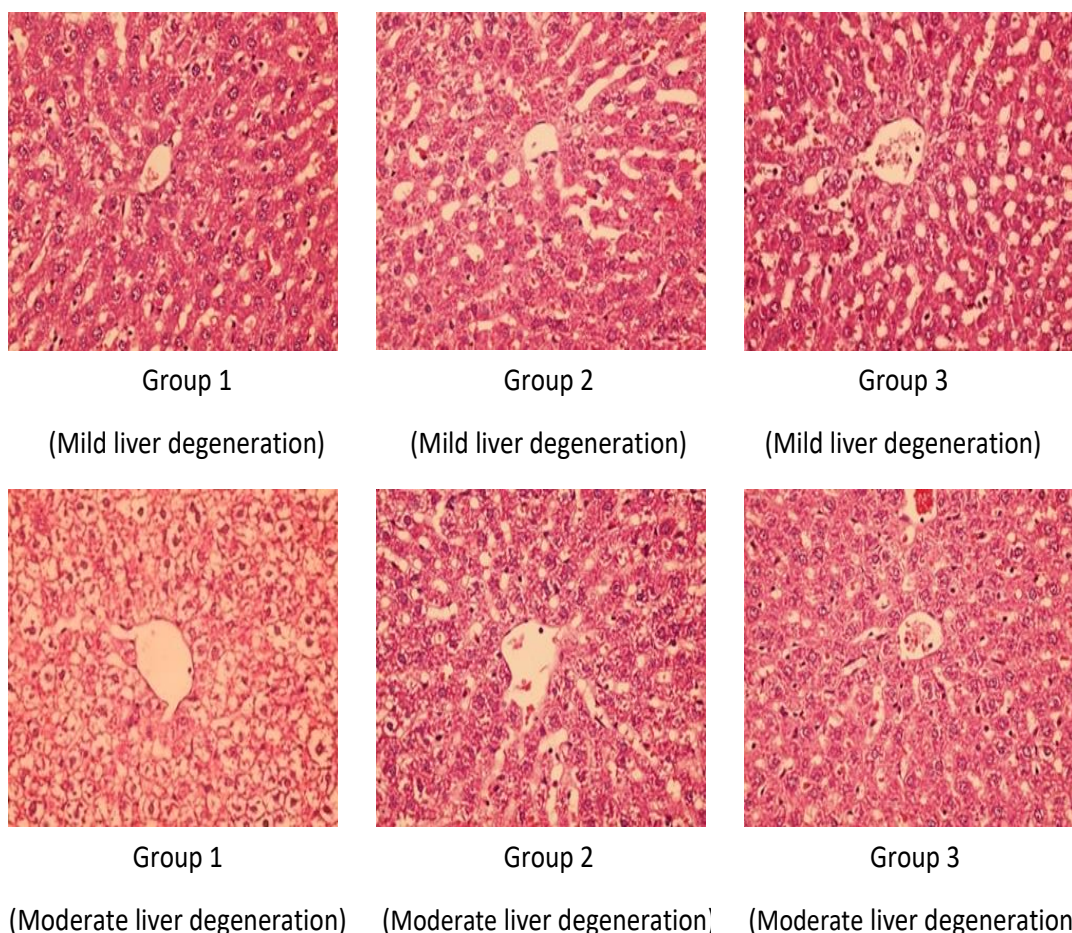 Group 1 Group 2 Group 3
(Mild liver degeneration) (Mild liver degeneration) (Mild liver degeneration)
Group 1 Group 2 Group 3
(Moderate liver degeneration) (Moderate liver degeneration) (Moderate liver degeneration